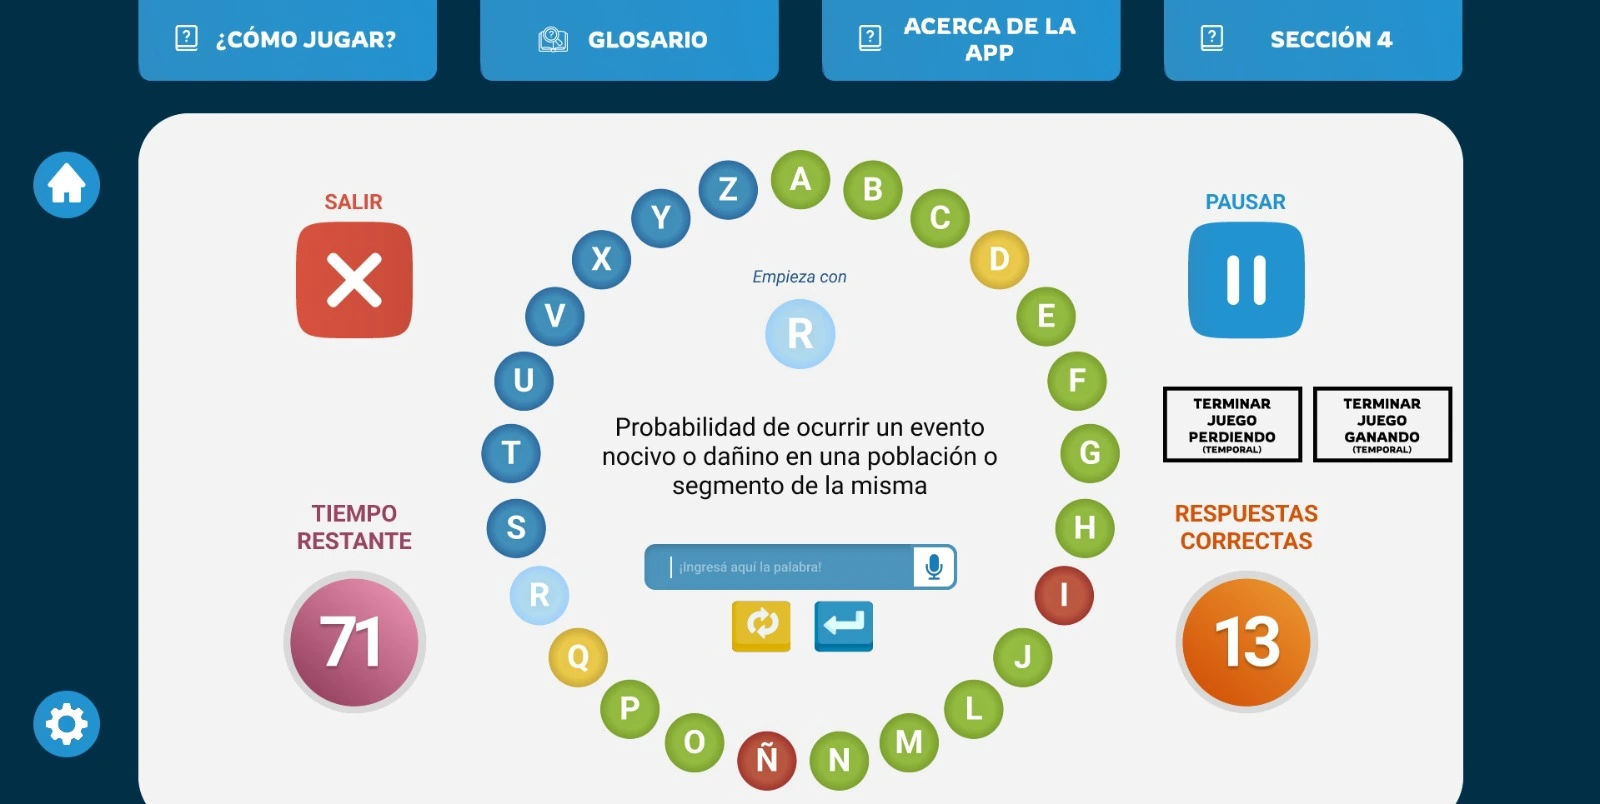 ¿CÓMO JUGAR?
GLOSARIO
ACERCA DE LA
APP
SECCIÓN 4
SALIR
PAUSAR
A
B
C
D
E
F
G
H
I
J
L
M
N
Ñ
O
P
Q
R
S
T
U
V
X
Y
Z
Empieza con
R
Probabilidad de ocurrir un evento
nocivo o dañino en una población o
segmento de la misma
¡Ingresá aquí la palabra!
TERMINAR
JUEGO
PERDIENDO
(TEMPORAL)
TERMINAR
JUEGO
GANANDO
(TEMPORAL)
TIEMPO
RESTANTE
71
RESPUESTAS
CORRECTAS
13